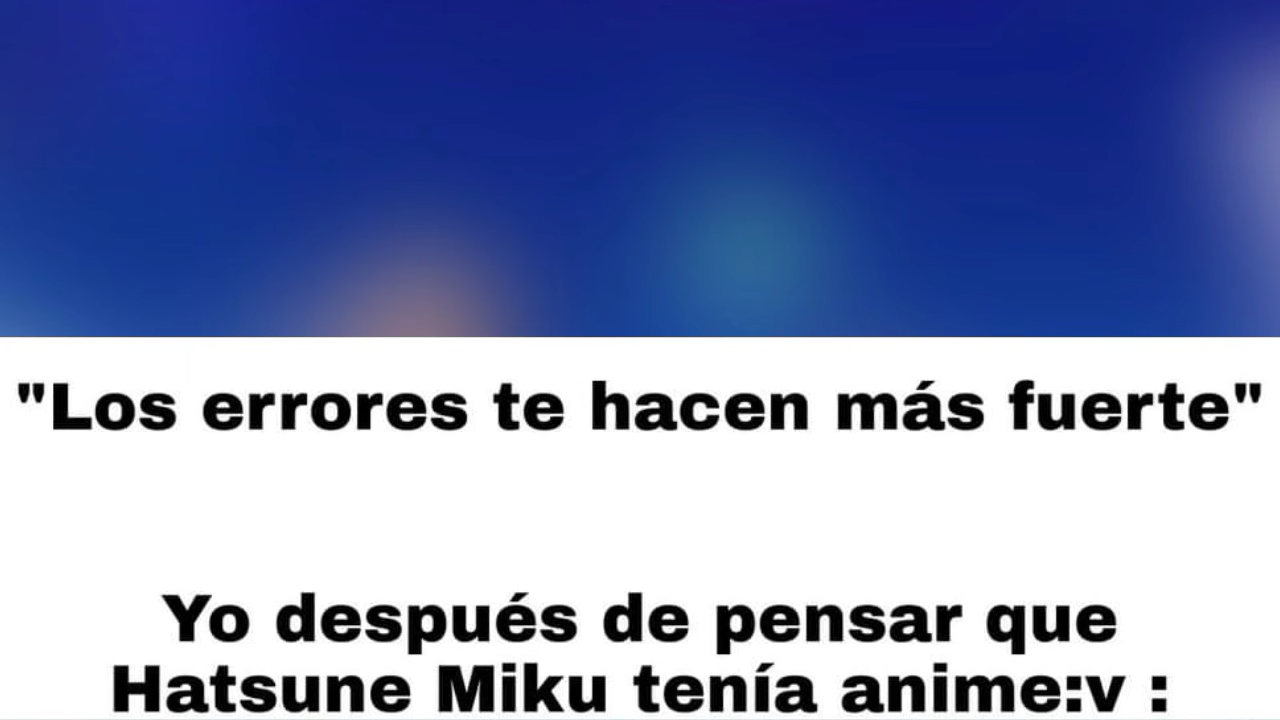 "Los errores te hacen más fuerte"
Yo después de pensar que
Hatsune Miku tenía anime:v :